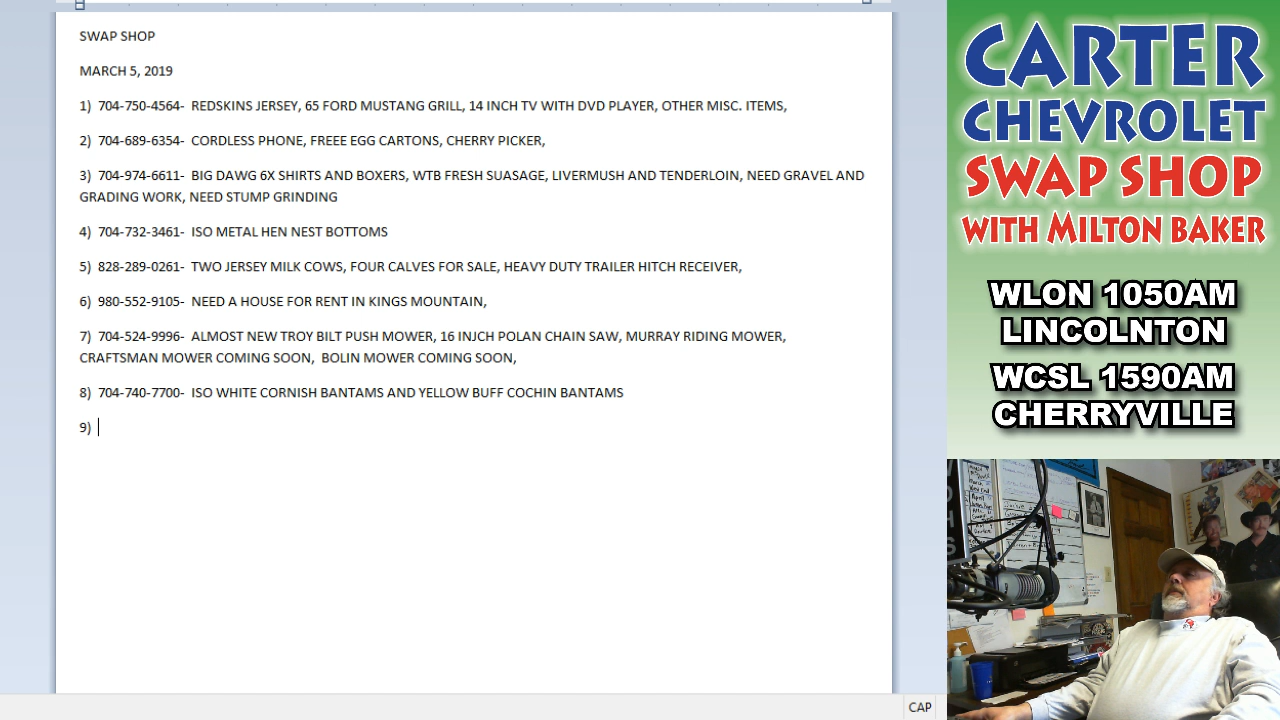 SWAP SHOP
MARCH 5, 2019
1) 704-750-4564- REDSKINS JERSEY, 65 FORD MUSTANG GRILL, 14 INCH TV WITH DVD PLAYER, OTHER MISC. ITEMS,
2) 704-689-6354- CORDLESS PHONE, FREEE EGG CARTONS, CHERRY PICKER,
3) 704-974-6611- BIG DAWG 6X SHIRTS AND BOXERS, WTB FRESH SUASAGE, LIVERMUSH AND TENDERLOIN, NEED GRAVEL AND
GRADING WORK, NEED STUMP GRINDING
4) 704-732-3461- ISO METAL HEN NEST BOTTOMS
5) 828-289-0261- TWO JERSEY MILK COWS, FOUR CALVES FOR SALE, HEAVY DUTY TRAILER HITCH RECEIVER,
6) 980-552-9105- NEED A HOUSE FOR RENT IN KINGS MOUNTAIN,
7) 704-524-9996- ALMOST NEW TROY BILT PUSH MOWER, 16 INJCH POLAN CHAIN SAW, MURRAY RIDING MOWER,
CRAFTSMAN MOWER COMING SOON, BOLIN MOWER COMING SOON,
8) 704-740-7700- ISO WHITE CORNISH BANTAMS AND YELLOW BUFF COCHIN BANTAMS
9)
CAP
CARTER
CHEVROLET
SWAP SHOP
WITH MILTON BAKER
WLON 1050AM
LINCOLNTON
WCSL 1590AM
CHERRYVILLE